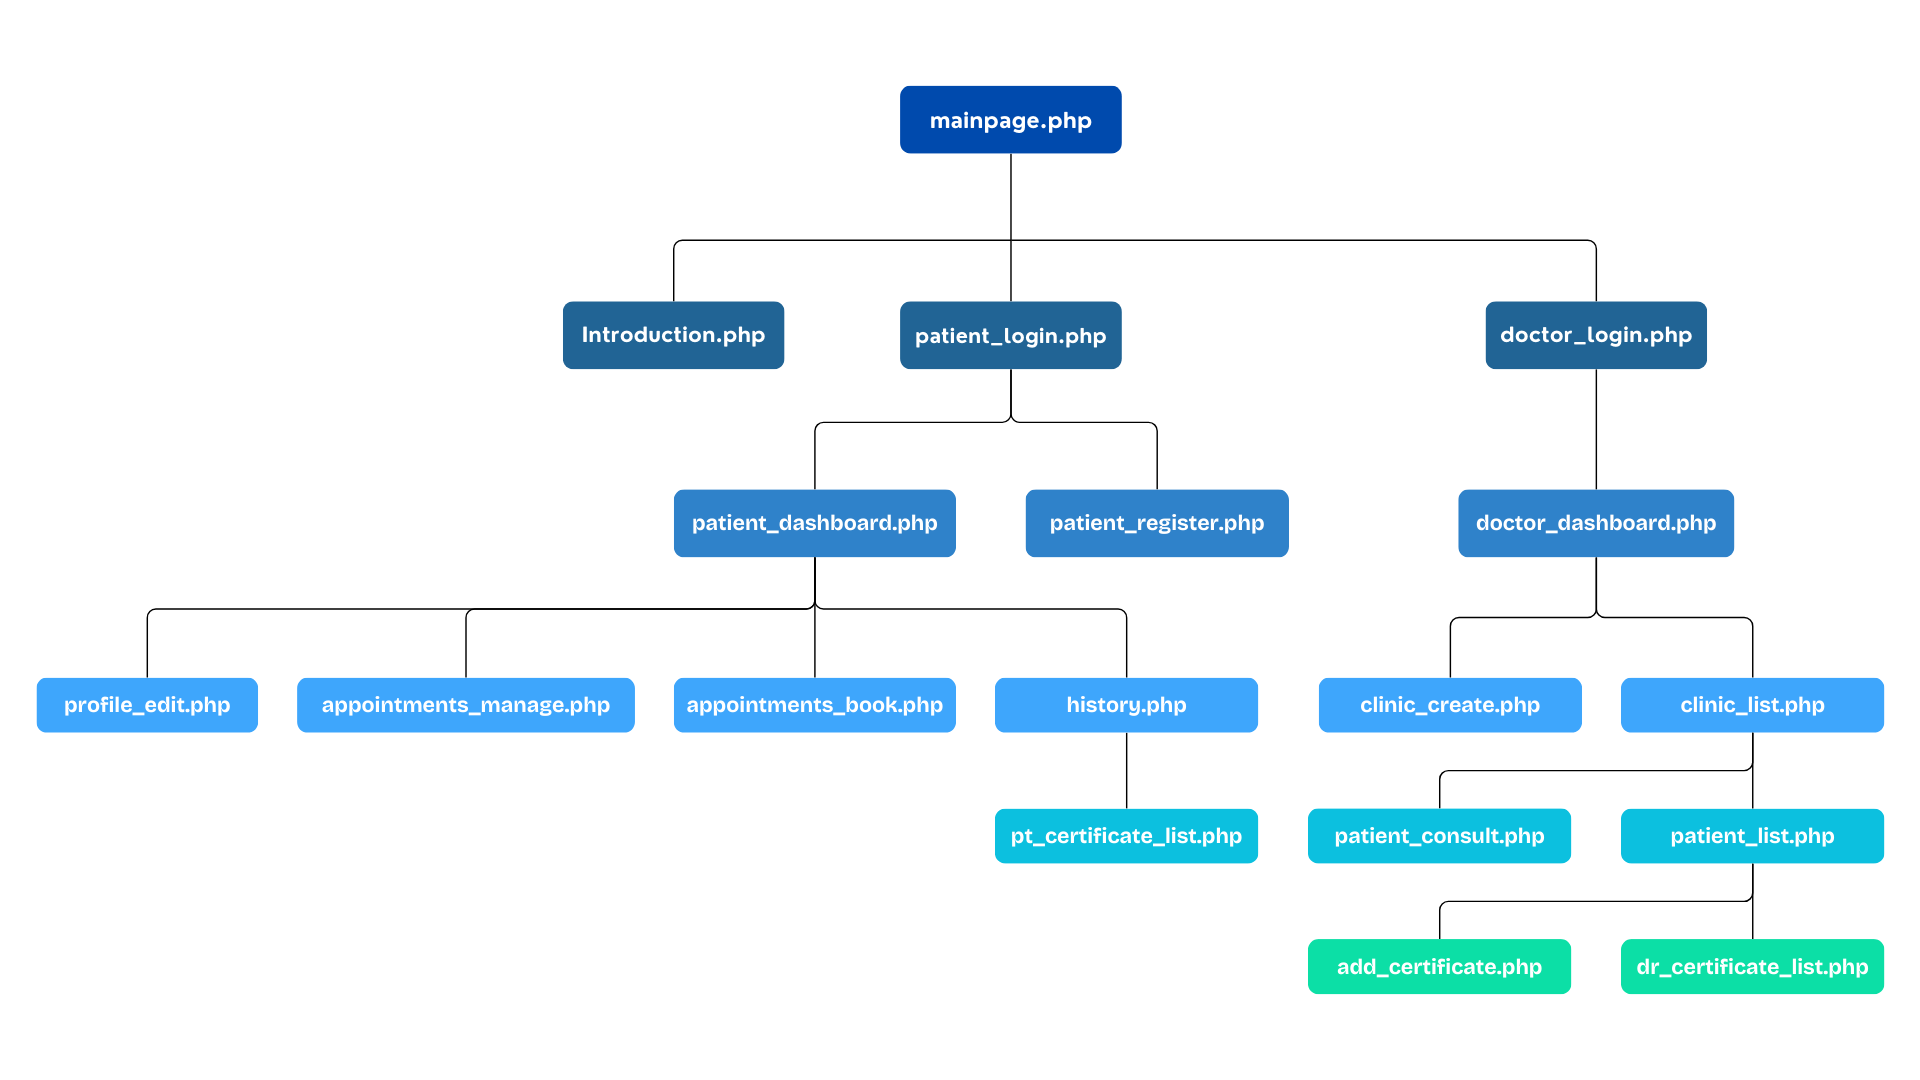 mainpage.php
Introduction.php
patient_login.php
doctor_login.php
patient_dashboard.php
patient_register.php
doctor_dashboard.php
profile_edit.php
appointments_manage.php
appointments_book.php
history.php
clinic_create.php
clinic_list.php
pt_certificate_list.php
patient_consult.php
patient_list.php
add_certificate.php
dr_certificate_list.php